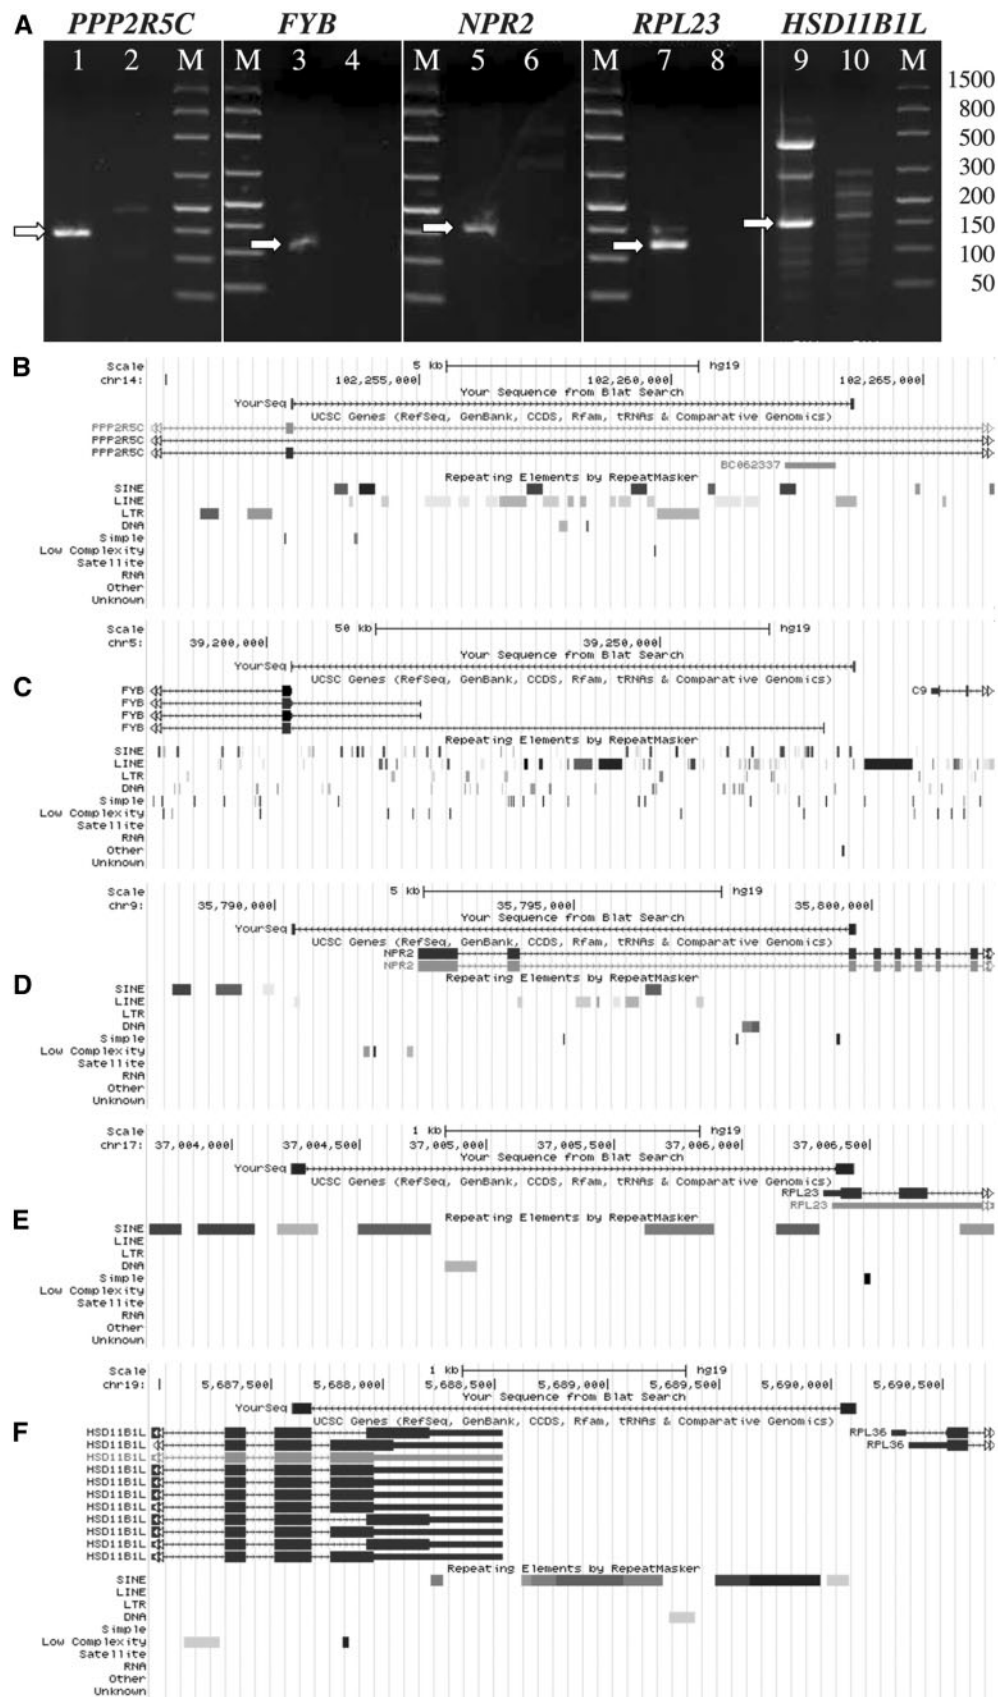 A PPP2R5C FYB NPR2 RPL23 HSD11B1L
1 2 M M 3 4 M 5 6 M 7 8 9 10 M
1500
800
500
300
200
150
100
50
B
Scale 5 kb hg19
chr14: 102,255,000 102,260,000 102,265,000
Your Sequence from Blat Search
YourSeq
UCSC Genes (RefSeq, GenBank, CCDS, Rfam, tRNAs & Comparative Genomics)
PPP2R5C
PPP2R5C
PPP2R5C
BC062337
Repeating Elements by RepeatMasker
SINE
LINE
LTR
DNA
Simple
Low Complexity
Satellite
RNA
Other
Unknown
Scale 50 kb hg19
chr5: 39,200,000 39,250,000
Your Sequence from Blat Search
YourSeq
UCSC Genes (RefSeq, GenBank, CCDS, Rfam, tRNAs & Comparative Genomics)
C
FYB C9
FYB
FYB
FYB
Repeating Elements by RepeatMasker
SINE
LINE
LTR
DNA
Simple
Low Complexity
Satellite
RNA
Other
Unknown
Scale 5 kb hg19
chr9: 35,790,000 35,795,000 35,800,000
Your Sequence from Blat Search
YourSeq
UCSC Genes (RefSeq, GenBank, CCDS, Rfam, tRNAs & Comparative Genomics)
NPR2
NPR2
Repeating Elements by RepeatMasker
D
SINE
LINE
LTR
DNA
Simple
Low Complexity
Satellite
RNA
Other
Unknown
Scale 1 kb hg19
chr17: 37,004,000 37,004,500 37,005,000 37,005,500 37,006,000 37,006,500
Your Sequence from Blat Search
YourSeq
UCSC Genes (RefSeq, GenBank, CCDS, Rfam, tRNAs & Comparative Genomics)
RPL23
RPL23
E
Repeating Elements by RepeatMasker
SINE
LINE
LTR
DNA
Simple
Low Complexity
Satellite
RNA
Other
Unknown
Scale 1 kb hg19
chr19: 5,687,500 5,688,000 5,688,500 5,689,000 5,689,500 5,690,000 5,690,500
Your Sequence from Blat Search
YourSeq
UCSC Genes (RefSeq, GenBank, CCDS, Rfam, tRNAs & Comparative Genomics)
F
HSD11B1L RPL36
HSD11B1L RPL36
HSD11B1L
HSD11B1L
HSD11B1L
HSD11B1L
HSD11B1L
HSD11B1L
HSD11B1L
HSD11B1L
HSD11B1L
Repeating Elements by RepeatMasker
SINE
LINE
LTR
DNA
Simple
Low Complexity
Satellite
RNA
Other
Unknown